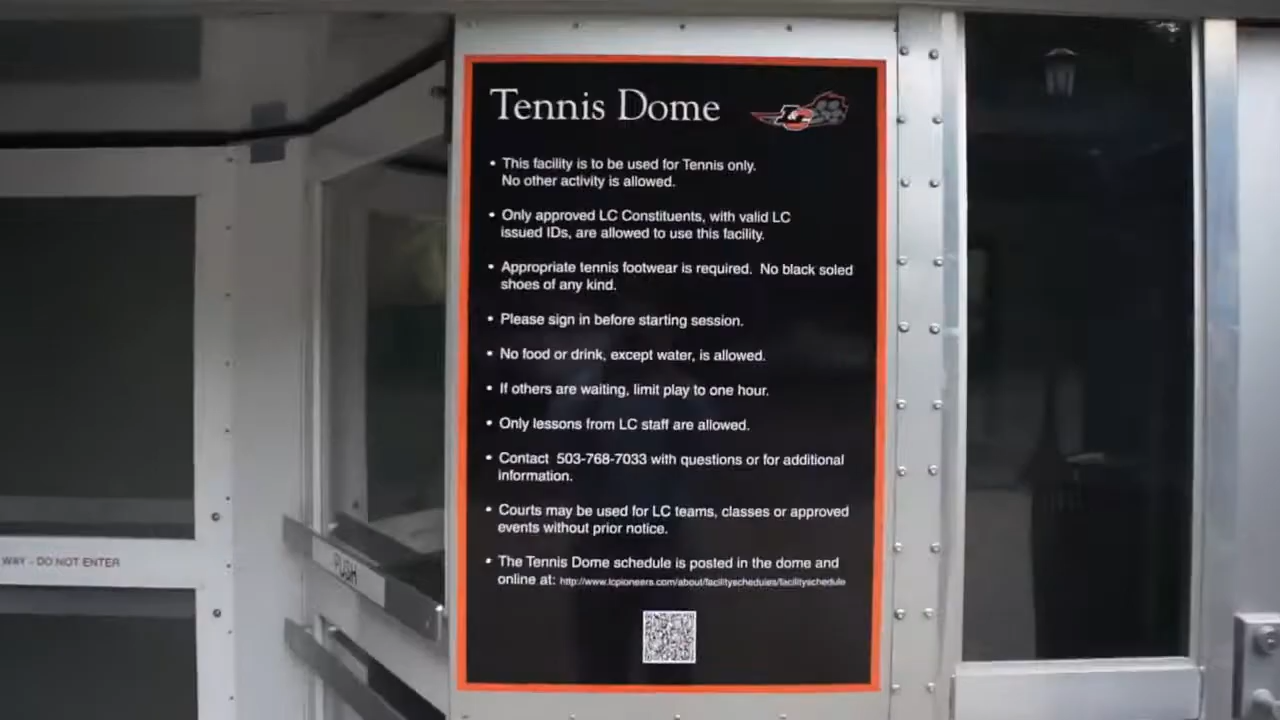 Tennis Dome
L&C
• This facility is to be used for Tennis only.
No other activity is allowed.
• Only approved LC Constituents, with valid LC
issued IDs, are allowed to use this facility.
• Appropriate tennis footwear is required. No black soled
shoes of any kind.
• Please sign in before starting session.
• No food or drink, except water, is allowed.
• If others are waiting, limit play to one hour.
• Only lessons from LC staff are allowed.
• Contact 503-768-7033 with questions or for additional
information.
• Courts may be used for LC teams, classes or approved
events without prior notice.
• The Tennis Dome schedule is posted in the dome and
online at: http://www.lcpioneers.com/about/facilityschedules/facilityschedule
WAY - DO NOT ENTER
PUSH